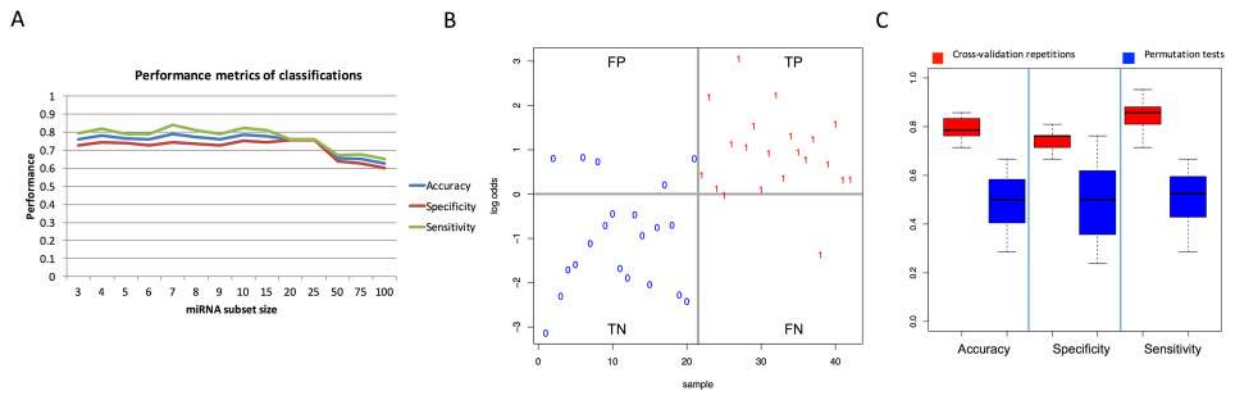 A
Performance metrics of classifications
1
0.9
0.8
0.7
0.6
0.5
0.4
0.3
0.2
0.1
0
Performance
3 4 5 6 7 8 9 10 15 20 25 50 75 100
miRNA subset size
Accuracy
Specificity
Sensitivity
B
FP TP
TN FN
3
2
1
0
-1
-2
-3
log odds
0 10 20 30 40
sample
C
Cross-validation repetitions Permutation tests
1.0
0.8
0.6
0.4
0.2
0.0
Accuracy Specificity Sensitivity